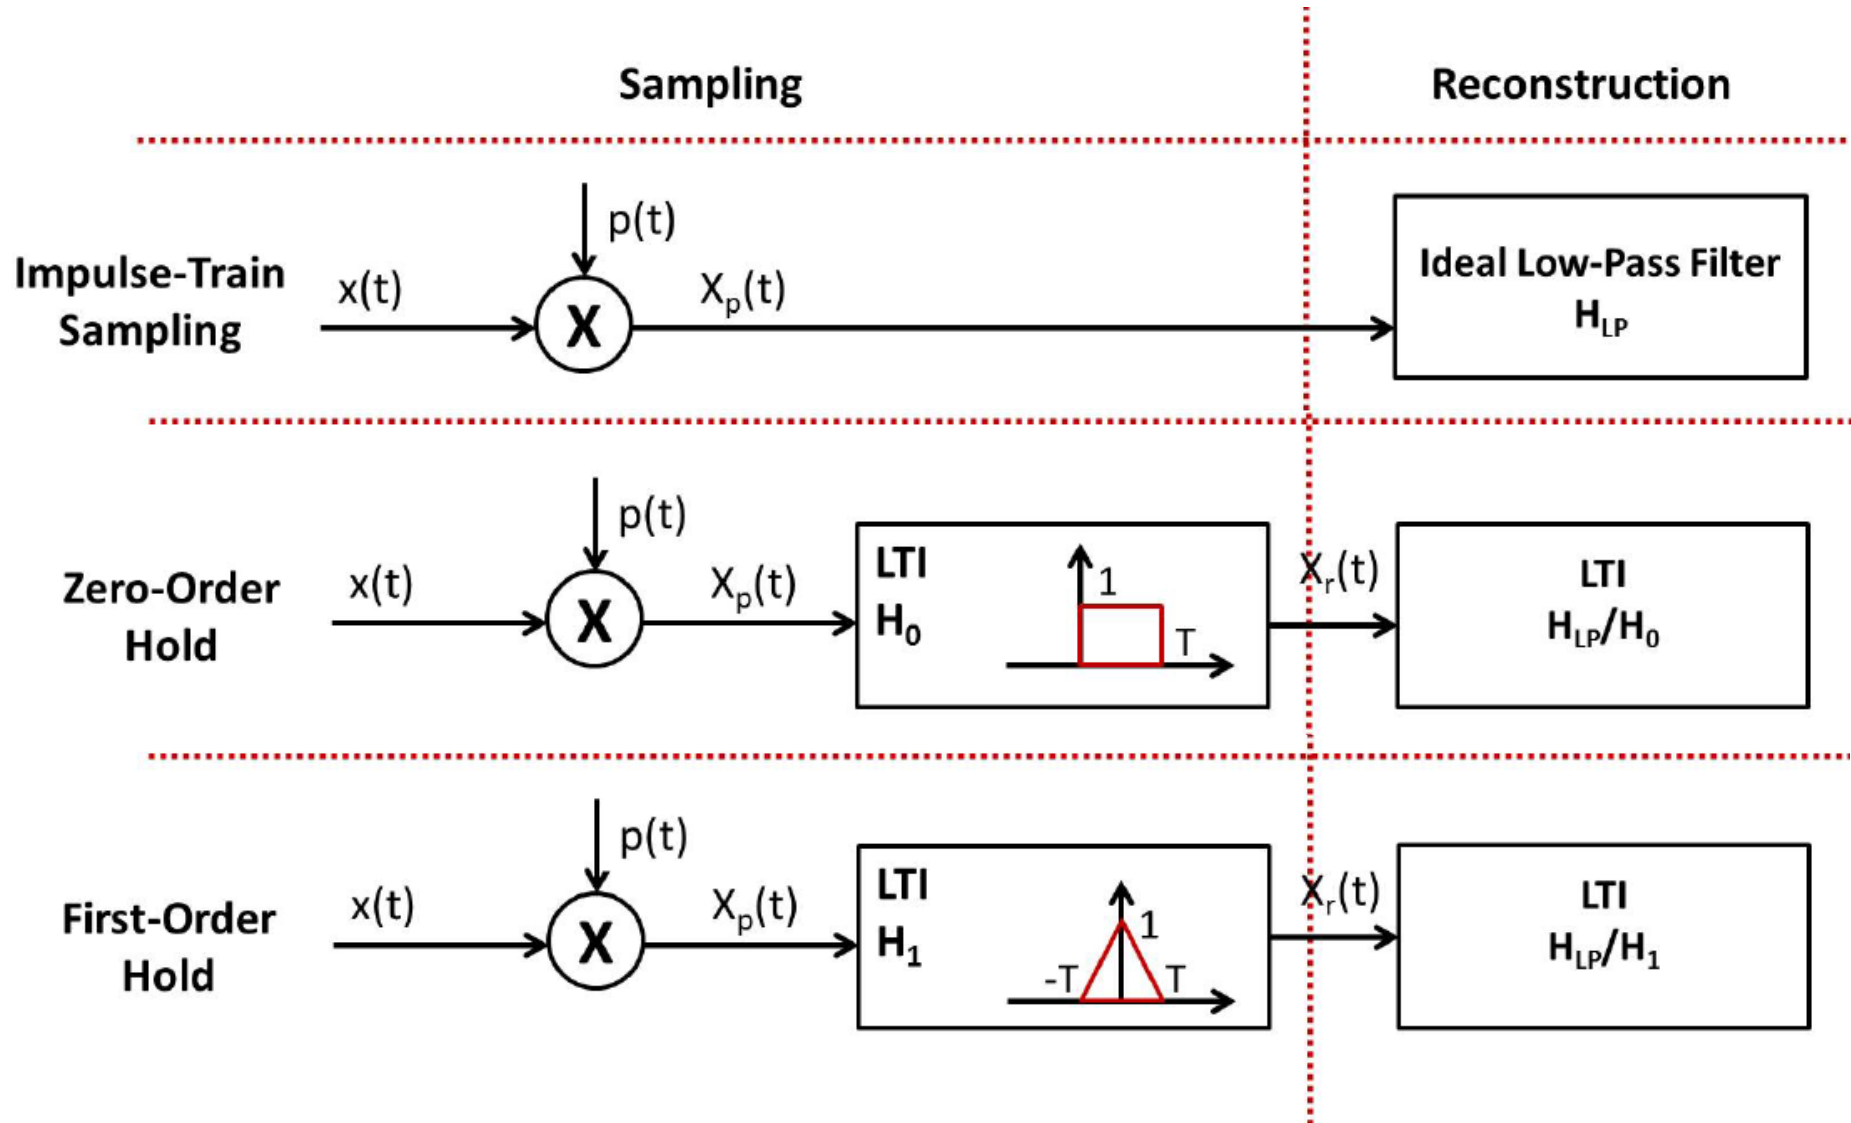 Sampling
Reconstruction
Impulse-Train
Sampling
x(t)
p(t)
X
Xp(t)
Ideal Low-Pass Filter
HLP
Zero-Order
Hold
x(t)
p(t)
X
Xp(t)
LTI
H0
1
T
Xr(t)
LTI
HLP/H0
First-Order
Hold
x(t)
p(t)
X
Xp(t)
LTI
H1
1
-T
T
Xr(t)
LTI
HLP/H1